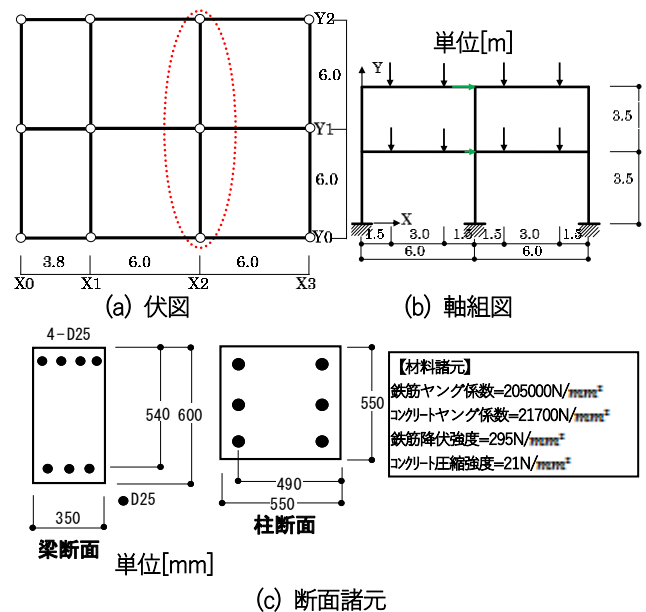 Y2
6.0
Y1
6.0
Y0
3.8 6.0 6.0
X0 X1 X2 X3
(a) 伏図
単位[m]
Y
3.5
3.5
X
1.5 3.0 1.5 1.5 3.0 1.5
6.0 6.0
(b) 軸組図
4-D25
540 600
350
●D25
梁断面
550
490
550
柱断面
【材料諸元】
鉄筋ヤング係数=205000N/mm²
コンクリートヤング係数=21700N/mm²
鉄筋降伏強度=295N/mm²
コンクリート圧縮強度=21N/mm²
単位[mm]
(c) 断面諸元